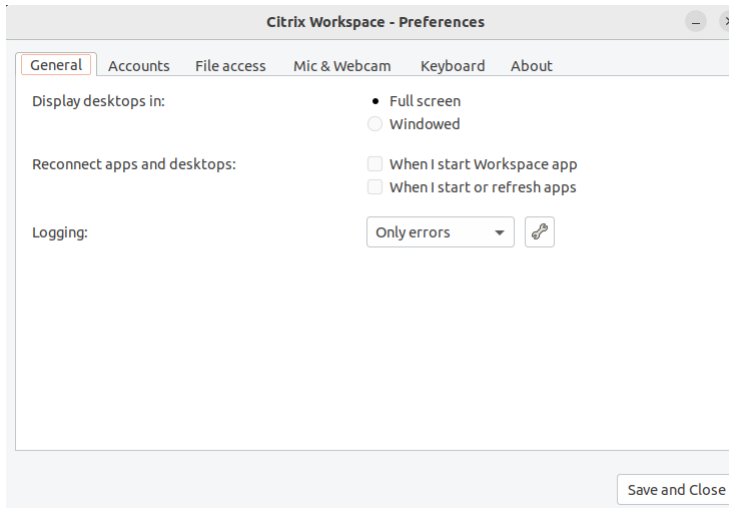 Citrix Workspace - Preferences
General Accounts File access Mic & Webcam Keyboard About
Display desktops in: Full screen
Windowed
Reconnect apps and desktops: When I start Workspace app
When I start or refresh apps
Logging: Only errors
Save and Close